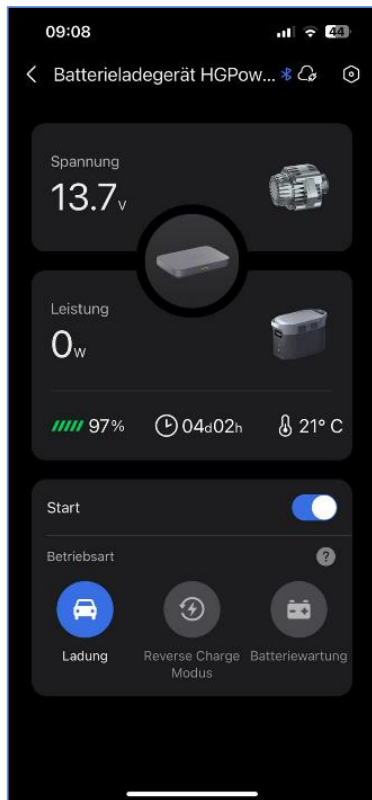 09:08
44
Batterieladegerät HGPow...
Spannung
13.7v
Leistung
0w
97%
04d02h
21° C
Start
Betriebsart
?
Ladung
Reverse Charge
Modus
Batteriewartung